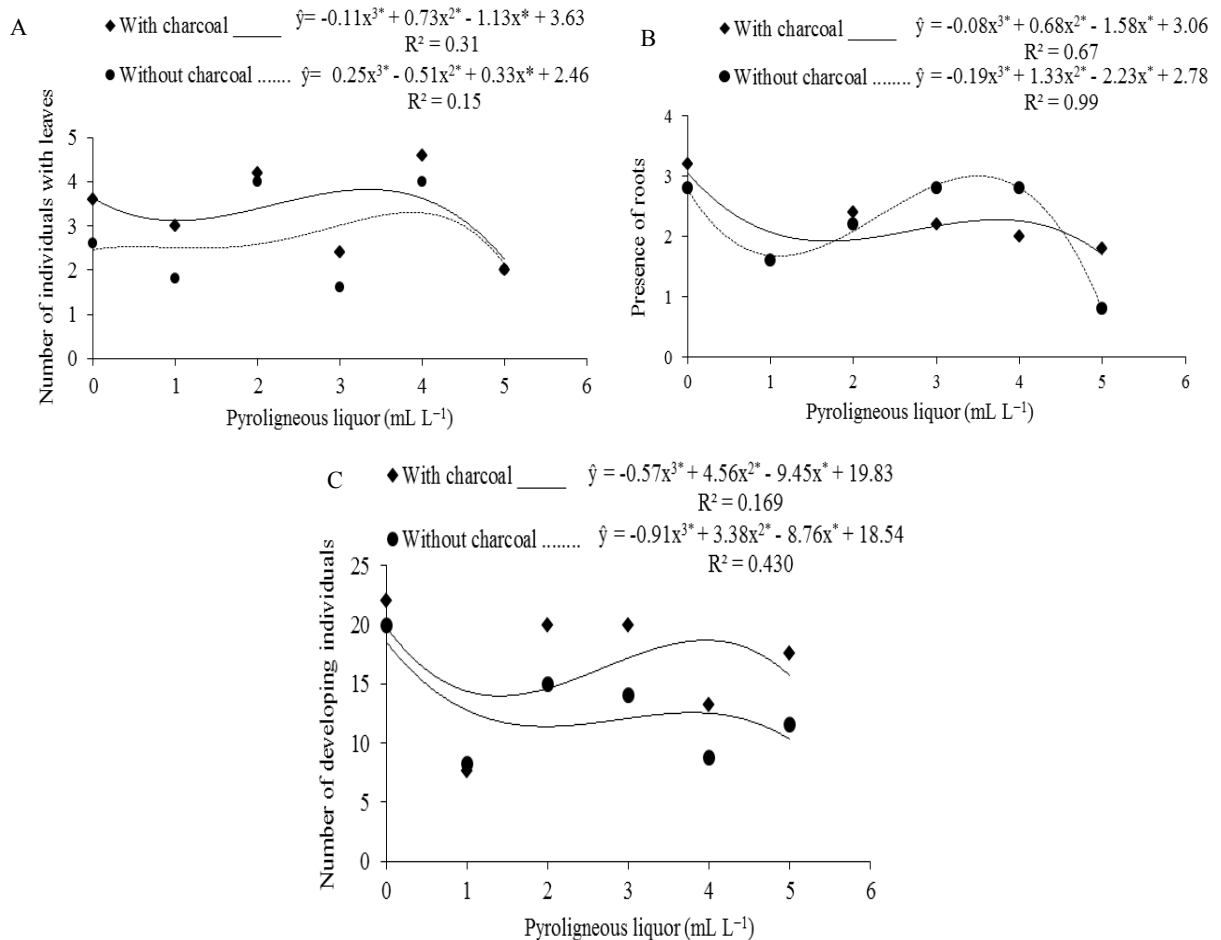 A
◆ With charcoal _____ ŷ= -0.11x³* + 0.73x²* - 1.13x* + 3.63
R² = 0.31
● Without charcoal ...... ŷ= 0.25x³* - 0.51x²* + 0.33x* + 2.46
R² = 0.15
Number of individuals with leaves
5
4
3
2
1
0
0 1 2 3 4 5 6
Pyroligneous liquor (mL L⁻¹)
B
◆ With charcoal _____ ŷ = -0.08x³* + 0.68x²* - 1.58x* + 3.06
R² = 0.67
● Without charcoal ........ ŷ = -0.19x³* + 1.33x²* - 2.23x* + 2.78
R² = 0.99
Presence of roots
4
3
2
1
0
0 1 2 3 4 5 6
Pyroligneous liquor (mL L⁻¹)
C
◆ With charcoal _____ ŷ = -0.57x³* + 4.56x²* - 9.45x* + 19.83
R² = 0.169
● Without charcoal ........ ŷ = -0.91x³* + 3.38x²* - 8.76x* + 18.54
R² = 0.430
Number of developing individuals
25
20
15
10
5
0
0 1 2 3 4 5 6
Pyroligneous liquor (mL L⁻¹)